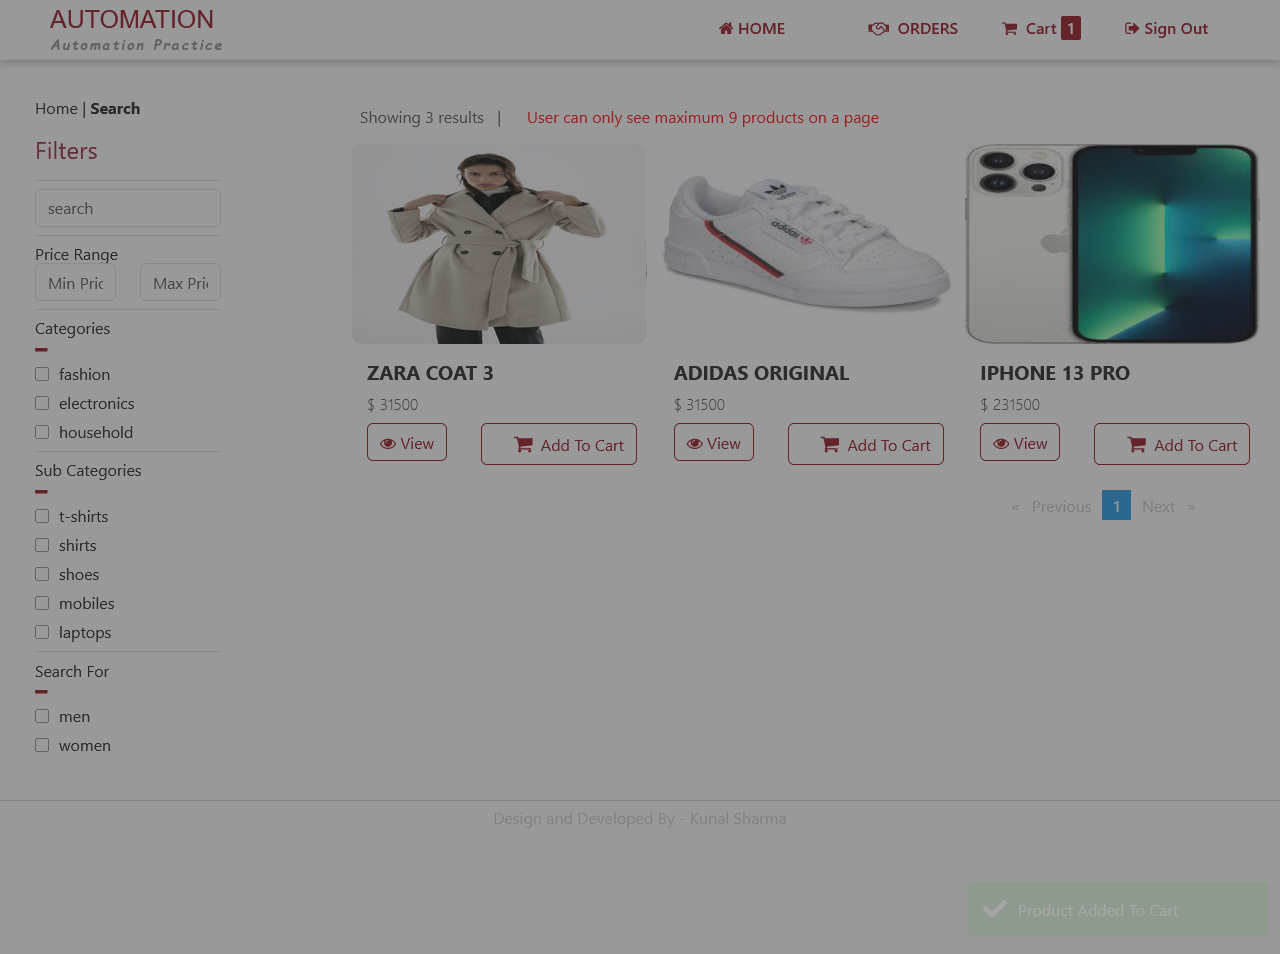 AUTOMATION
Automation Practice
HOME
ORDERS
Cart 1
Sign Out
Home | Search
Filters
search
Price Range
Min Pric
Max Pric
Categories
fashion
electronics
household
Sub Categories
t-shirts
shirts
shoes
mobiles
laptops
Search For
men
women
Showing 3 results |
User can only see maximum 9 products on a page
adidas
ZARA COAT 3
$ 31500
View
Add To Cart
ADIDAS ORIGINAL
$ 31500
View
Add To Cart
IPHONE 13 PRO
$ 231500
View
Add To Cart
« Previous 1 Next »
Design and Developed By - Kunal Sharma
Product Added To Cart